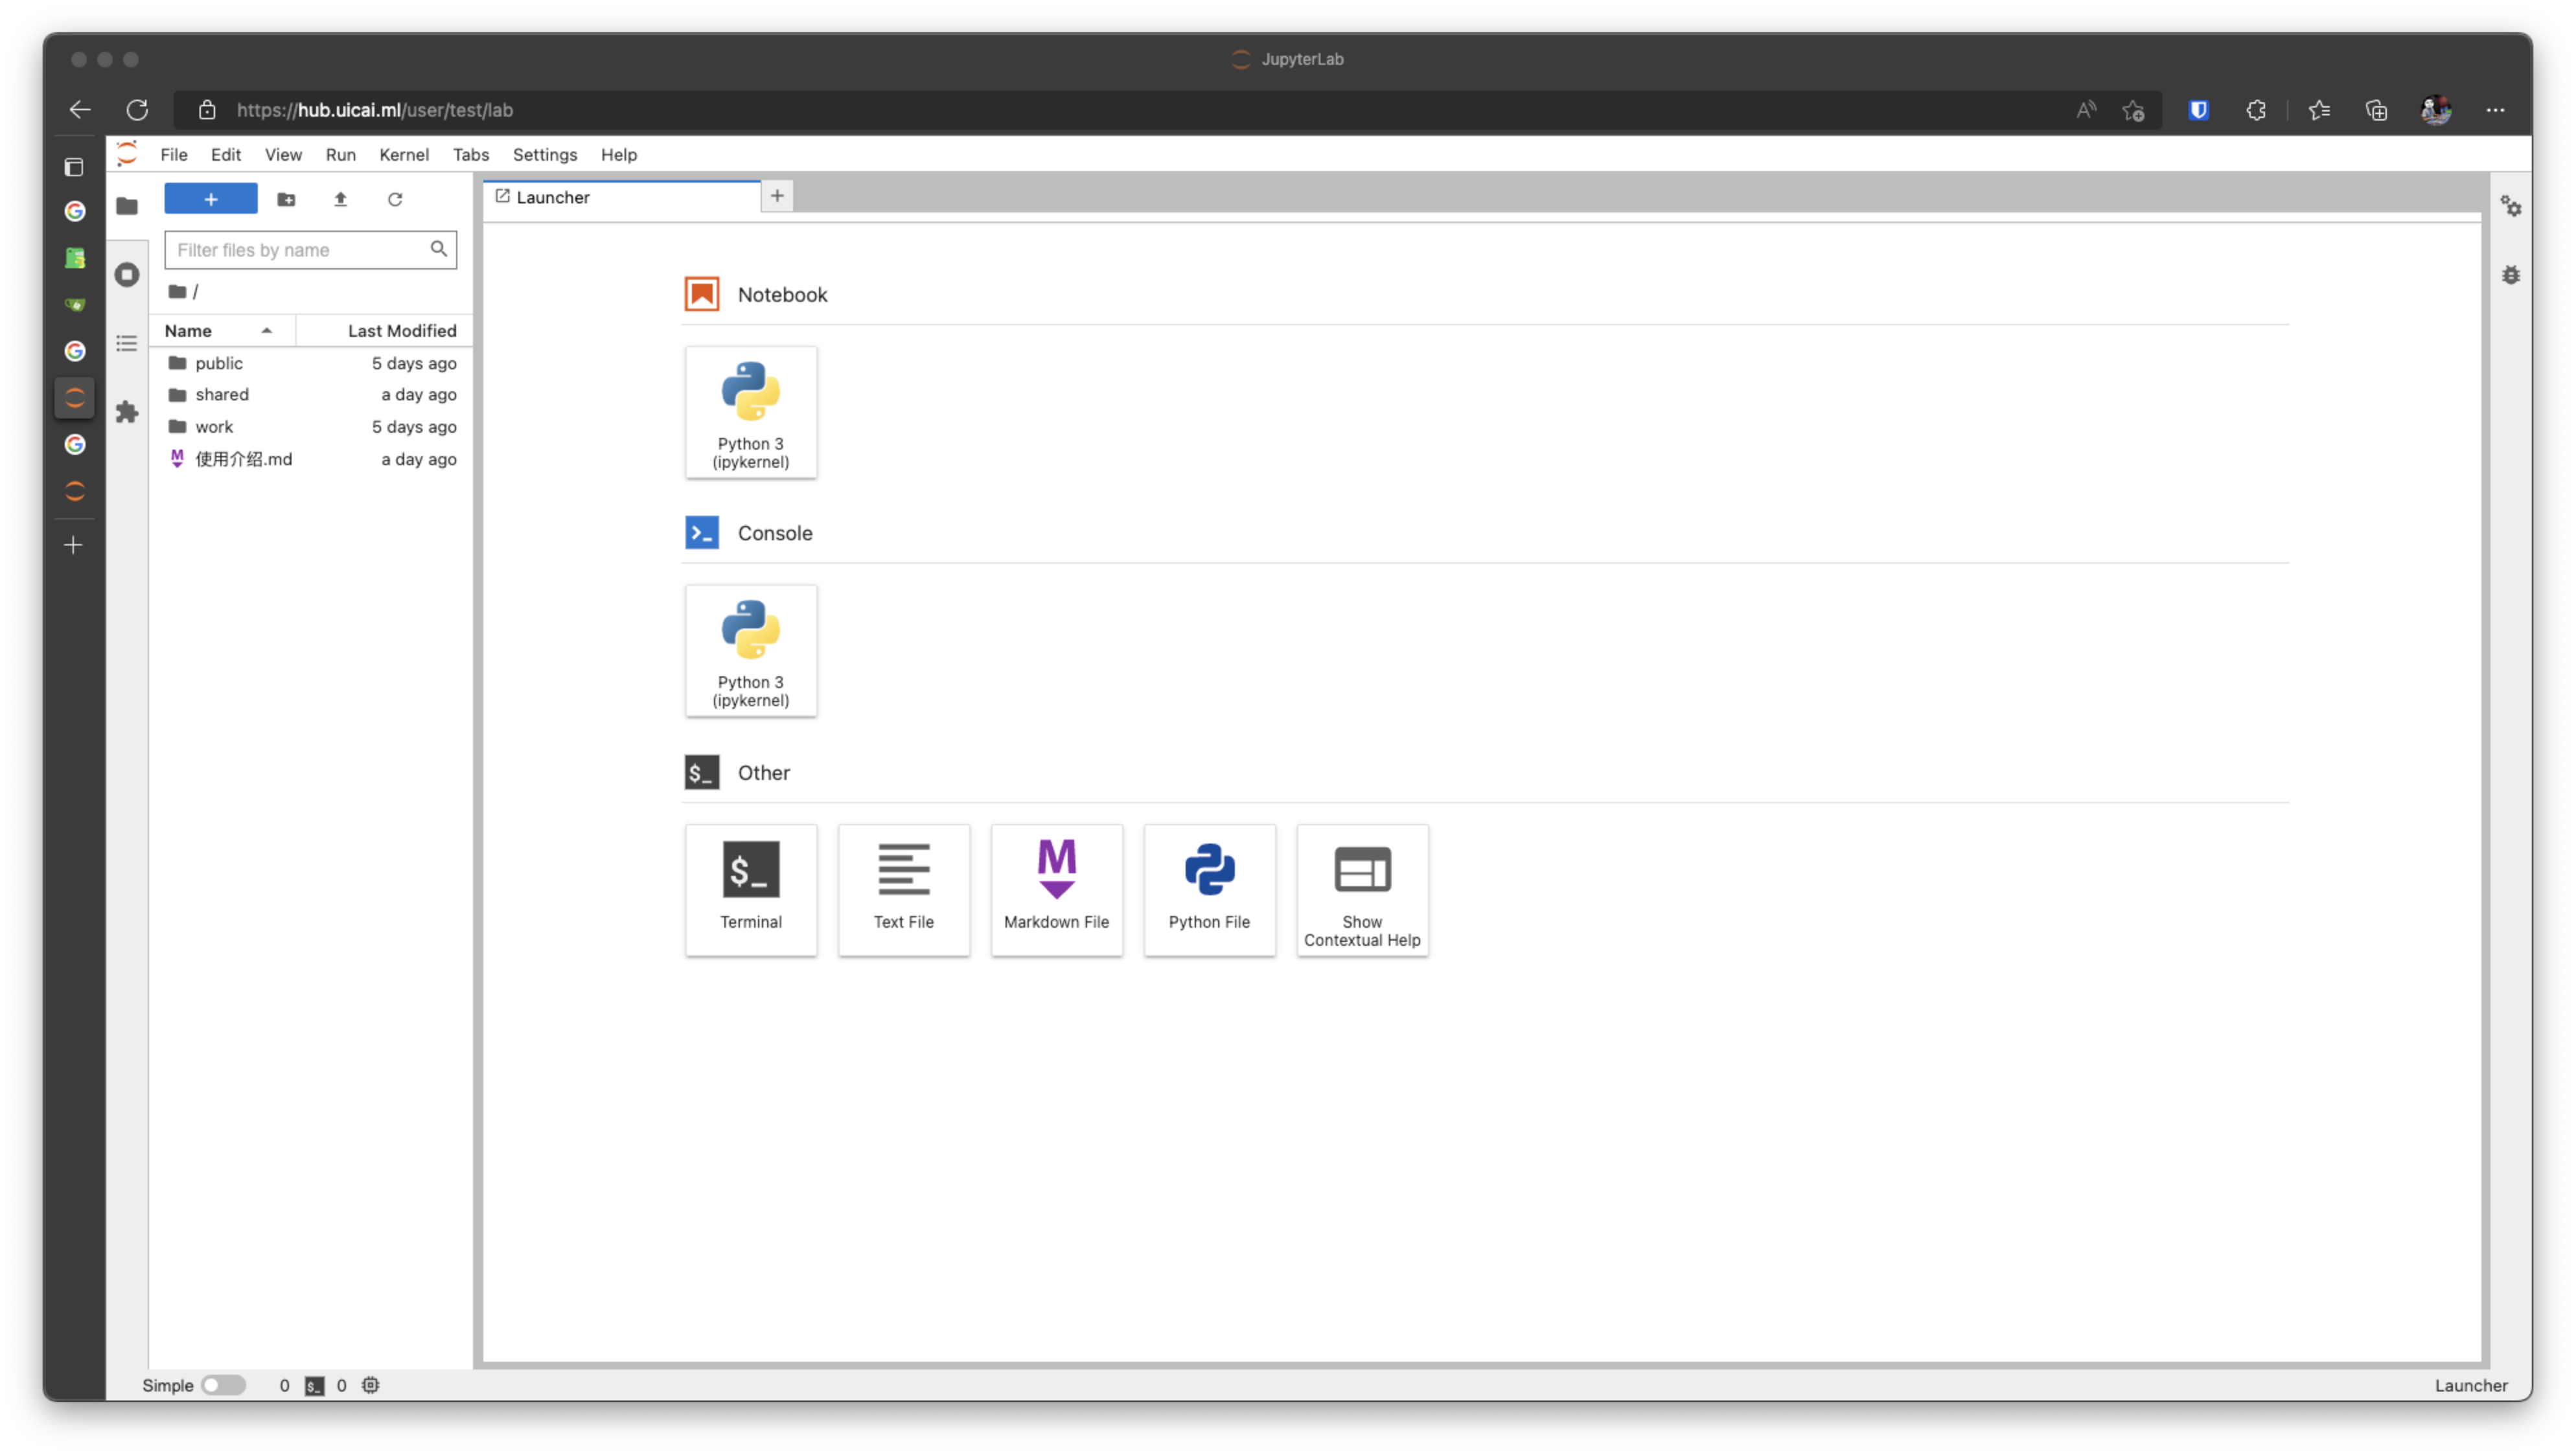 JupyterLab
https://hub.uicai.ml/user/test/lab
File Edit View Run Kernel Tabs Settings Help
Launcher
Filter files by name
/
Name Last Modified
public 5 days ago
shared a day ago
work 5 days ago
使用介绍.md a day ago
Notebook
Python 3
(ipykernel)
Console
Python 3
(ipykernel)
$_ Other
$_
Terminal
Text File
M
Markdown File
Python File
Show
Contextual Help
Simple 0 $_ 0 Launcher